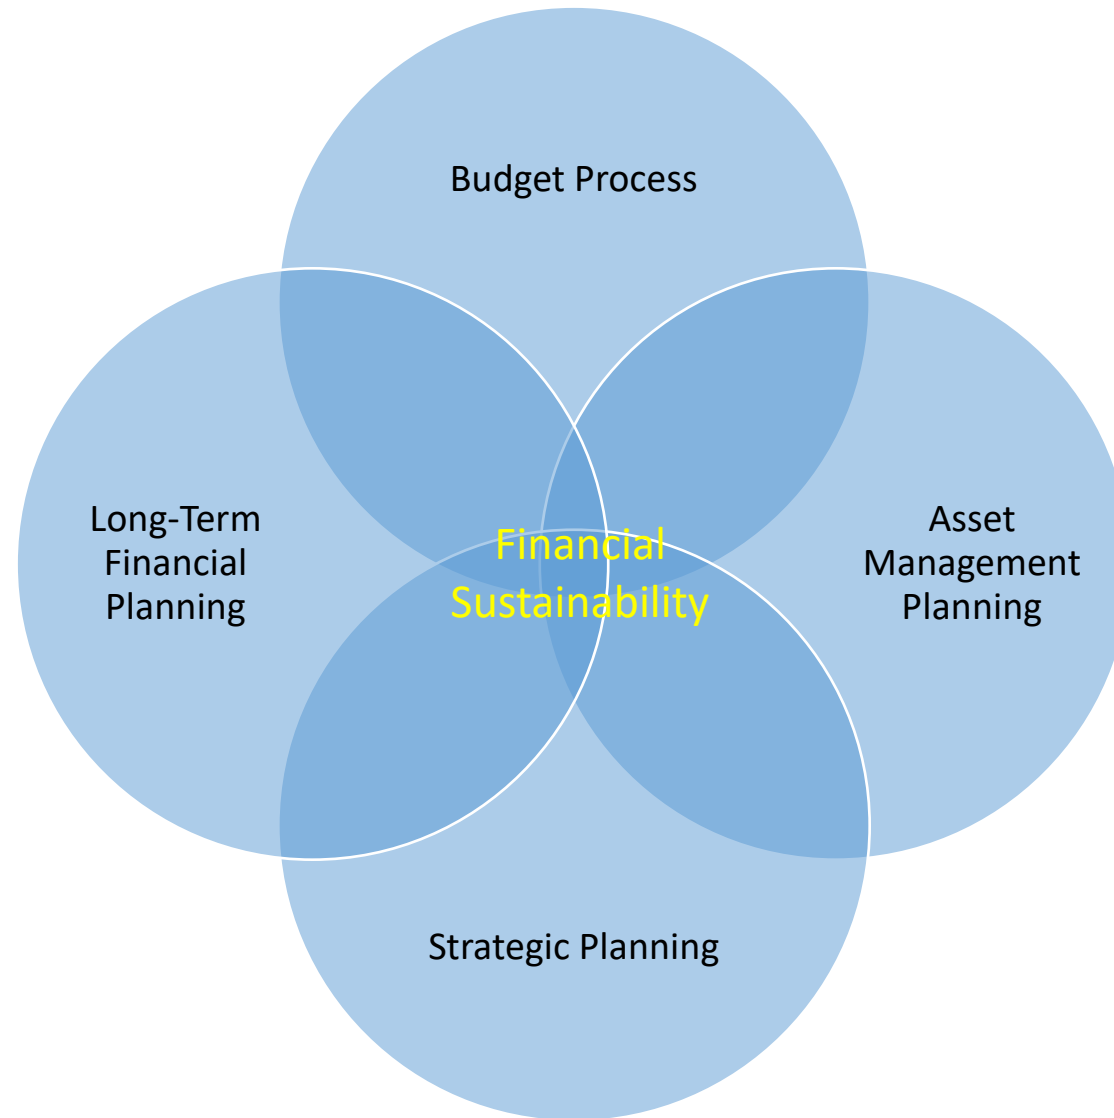 Budget Process
Long-Term
Financial
Planning
Financial
Sustainability
Asset
Management
Planning
Strategic Planning